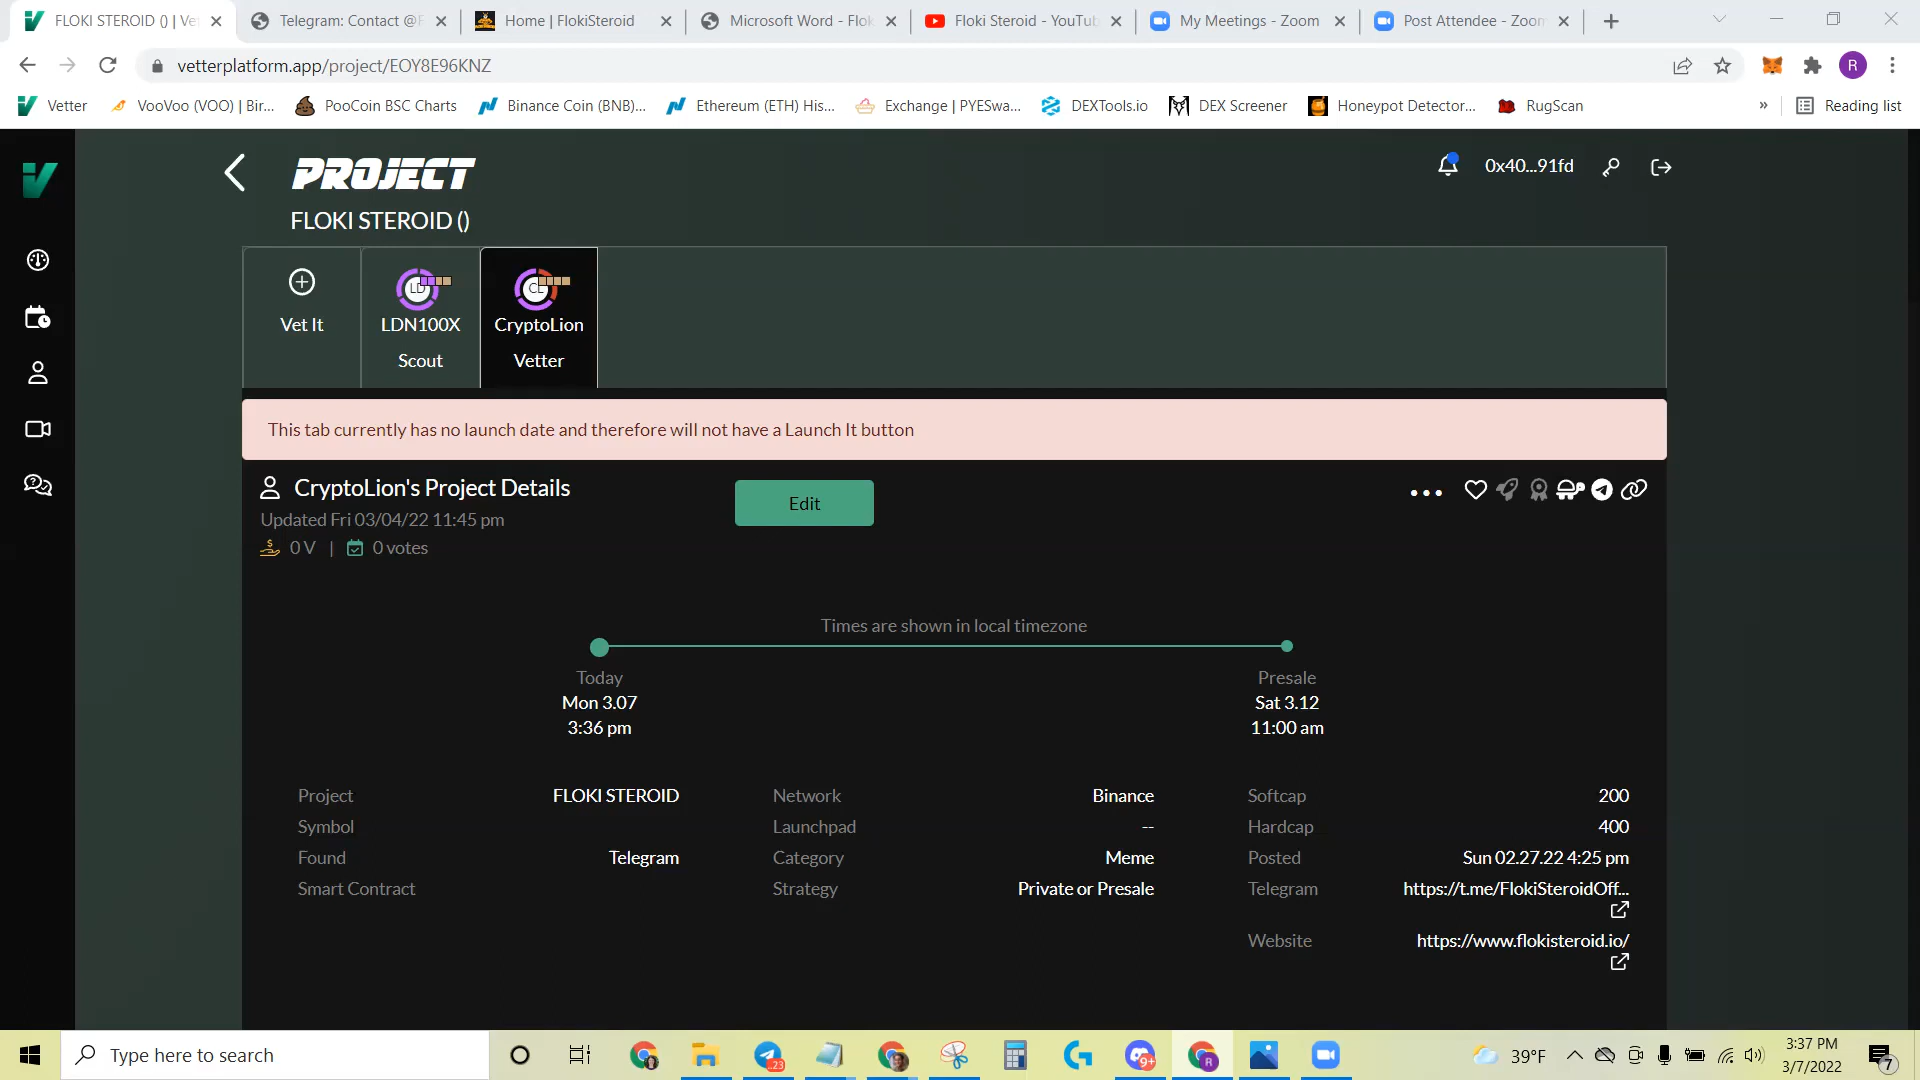 FLOKI STEROID () | Vet
Telegram: Contact @F
Home | FlokiSteroid
Microsoft Word - Flok
Floki Steroid - YouTub
My Meetings - Zoom
Post Attendee - Zoom
vetterplatform.app/project/EOY8E96KNZ
R
Vetter
VooVoo (VOO) | Bir...
PooCoin BSC Charts
Binance Coin (BNB)...
Ethereum (ETH) His...
Exchange | PYESwa...
DEXTools.io
DEX Screener
Honeypot Detector...
RugScan
»
Reading list
PROJECT
0x40...91fd
FLOKI STEROID ()
Vet It
LD
LDN100X
Scout
CL
CryptoLion
Vetter
This tab currently has no launch date and therefore will not have a Launch It button
CryptoLion's Project Details
Edit
Updated Fri 03/04/22 11:45 pm
0 V | 0 votes
Times are shown in local timezone
Today
Mon 3.07
3:36 pm
Presale
Sat 3.12
11:00 am
Project FLOKI STEROID
Symbol
Found Telegram
Smart Contract
Network Binance
Launchpad --
Category Meme
Strategy Private or Presale
Softcap 200
Hardcap 400
Posted Sun 02.27.22 4:25 pm
Telegram https://t.me/FlokiSteroidOff...
Website https://www.flokisteroid.io/
Type here to search
..23
9+
R
39°F
3:37 PM
3/7/2022
7